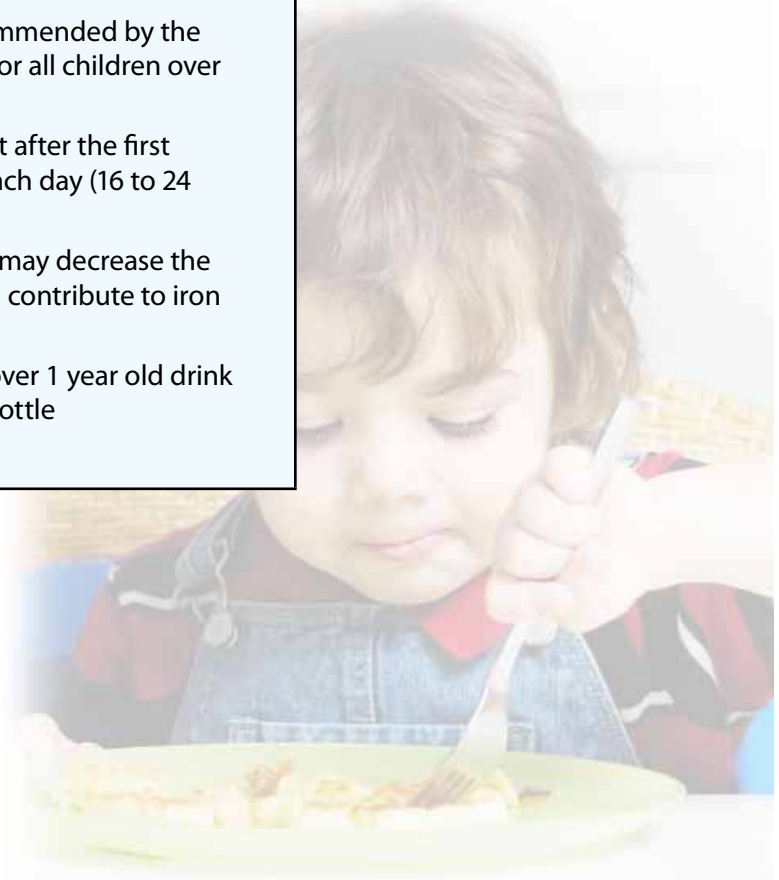 mmended by the
or all children over
t after the first
nch day (16 to 24
may decrease the
contribute to iron
over 1 year old drink
ottle